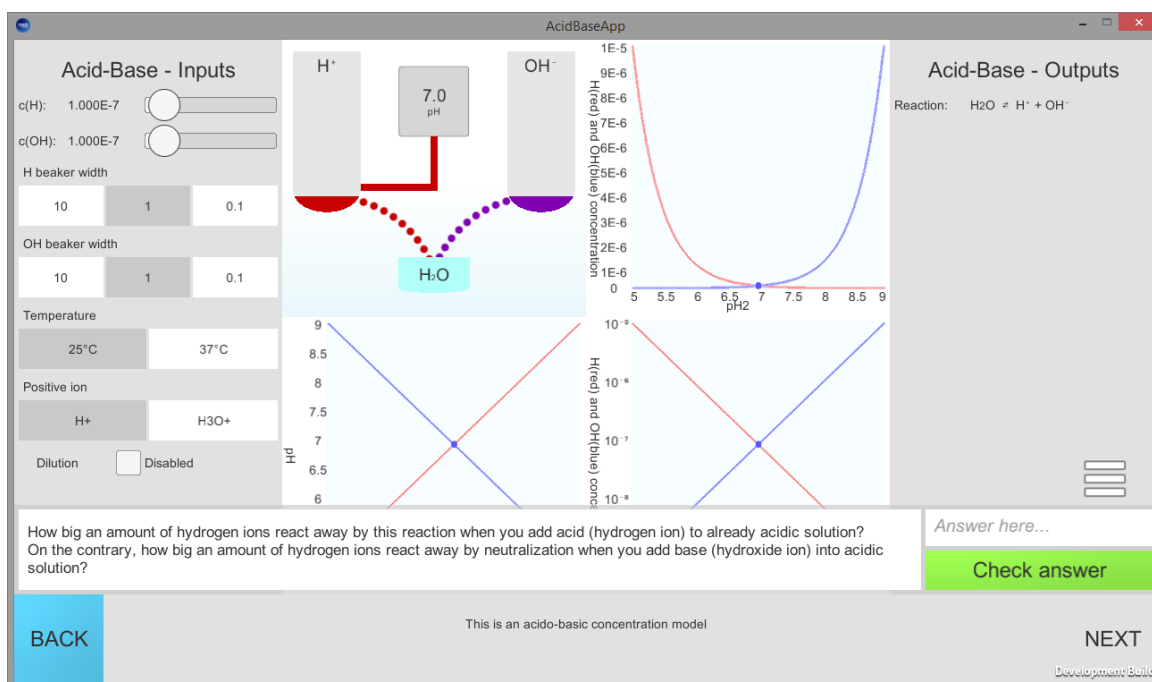 AcidBaseApp
Acid-Base - Inputs
c(H): 1.000E-7
c(OH): 1.000E-7
H beaker width
10 1 0.1
OH beaker width
10 1 0.1
Temperature
25°C 37°C
Positive ion
H+ H3O+
Dilution Disabled
H⁺
7.0
pH
OH⁻
H₂O
H(red) and OH(blue) concentration
1E-5
9E-6
8E-6
7E-6
6E-6
5E-6
4E-6
3E-6
2E-6
1E-6
0
5 5.5 6 6.5 7 7.5 8 8.5 9
pH2
pH
9
8.5
8
7.5
7
6.5
6
H(red) and OH(blue) conce
10⁻⁵
10⁻⁶
10⁻⁷
10⁻⁸
Acid-Base - Outputs
Reaction: H2O ⇌ H⁺ + OH⁻
How big an amount of hydrogen ions react away by this reaction when you add acid (hydrogen ion) to already acidic solution?
On the contrary, how big an amount of hydrogen ions react away by neutralization when you add base (hydroxide ion) into acidic
solution?
Answer here...
Check answer
BACK
This is an acido-basic concentration model
NEXT
Development Build